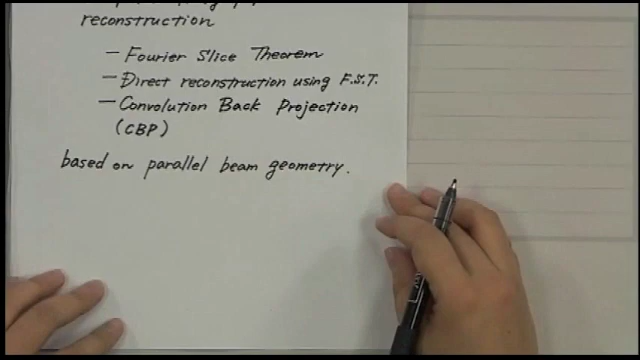 reconstruction
- Fourier Slice Theorem
- Direct reconstruction using F.S.T.
- Convolution Back Projection
(CBP)
based on parallel beam geometry.